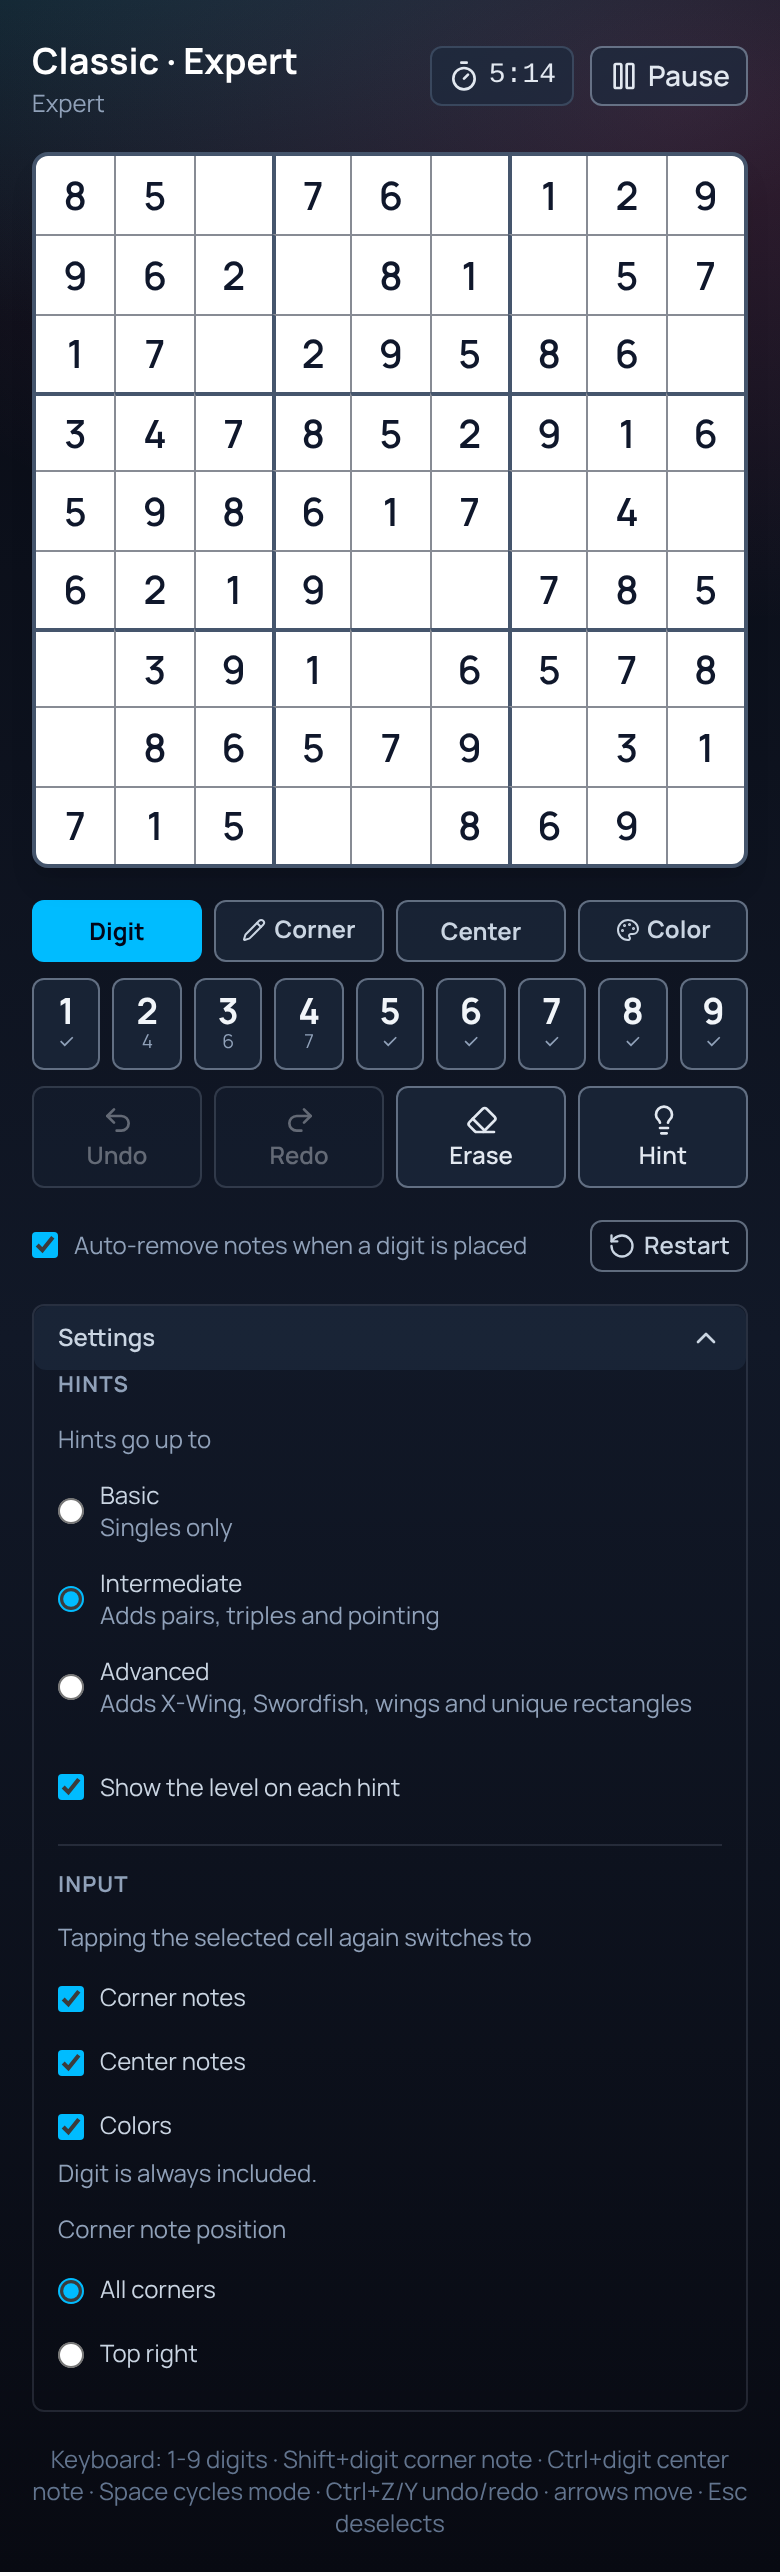 Classic · Expert
Expert
5:14
Pause
8 5 7 6 1 2 9
9 6 2 8 1 5 7
1 7 2 9 5 8 6
3 4 7 8 5 2 9 1 6
5 9 8 6 1 7 4
6 2 1 9 7 8 5
3 9 1 6 5 7 8
8 6 5 7 9 3 1
7 1 5 8 6 9
Digit Corner Center Color
1 2 3 4 5 6 7 8 9
4 6 7
Undo Redo Erase Hint
Auto-remove notes when a digit is placed
Restart
Settings
HINTS
Hints go up to
Basic
Singles only
Intermediate
Adds pairs, triples and pointing
Advanced
Adds X-Wing, Swordfish, wings and unique rectangles
Show the level on each hint
INPUT
Tapping the selected cell again switches to
Corner notes
Center notes
Colors
Digit is always included.
Corner note position
All corners
Top right
Keyboard: 1-9 digits · Shift+digit corner note · Ctrl+digit center
note · Space cycles mode · Ctrl+Z/Y undo/redo · arrows move · Esc
deselects